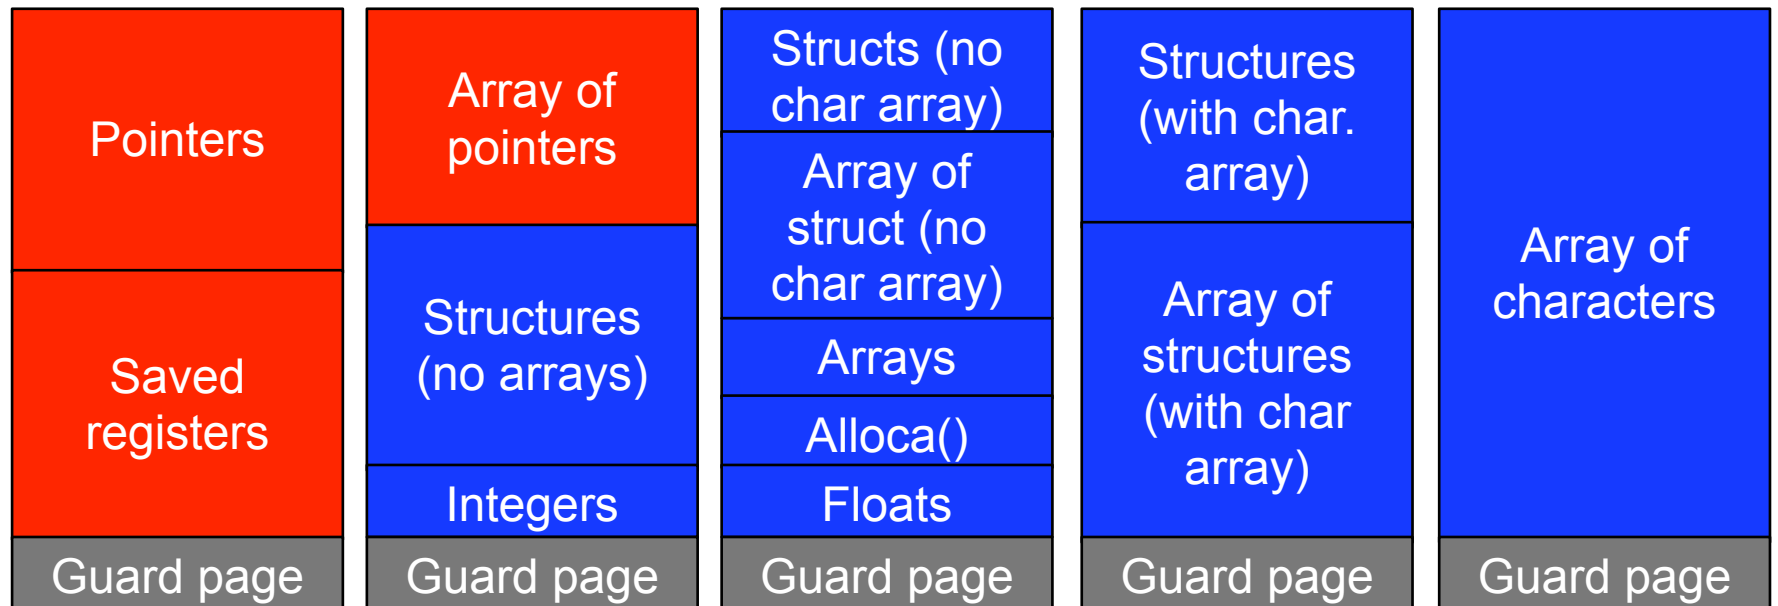 Pointers
Saved
registers
Guard page
Array of
pointers
Structures
(no arrays)
Integers
Guard page
Structs (no
char array)
Array of
struct (no
char array)
Arrays
Alloca()
Floats
Guard page
Structures
(with char.
array)
Array of
structures
(with char
array)
Guard page
Array of
characters
Guard page